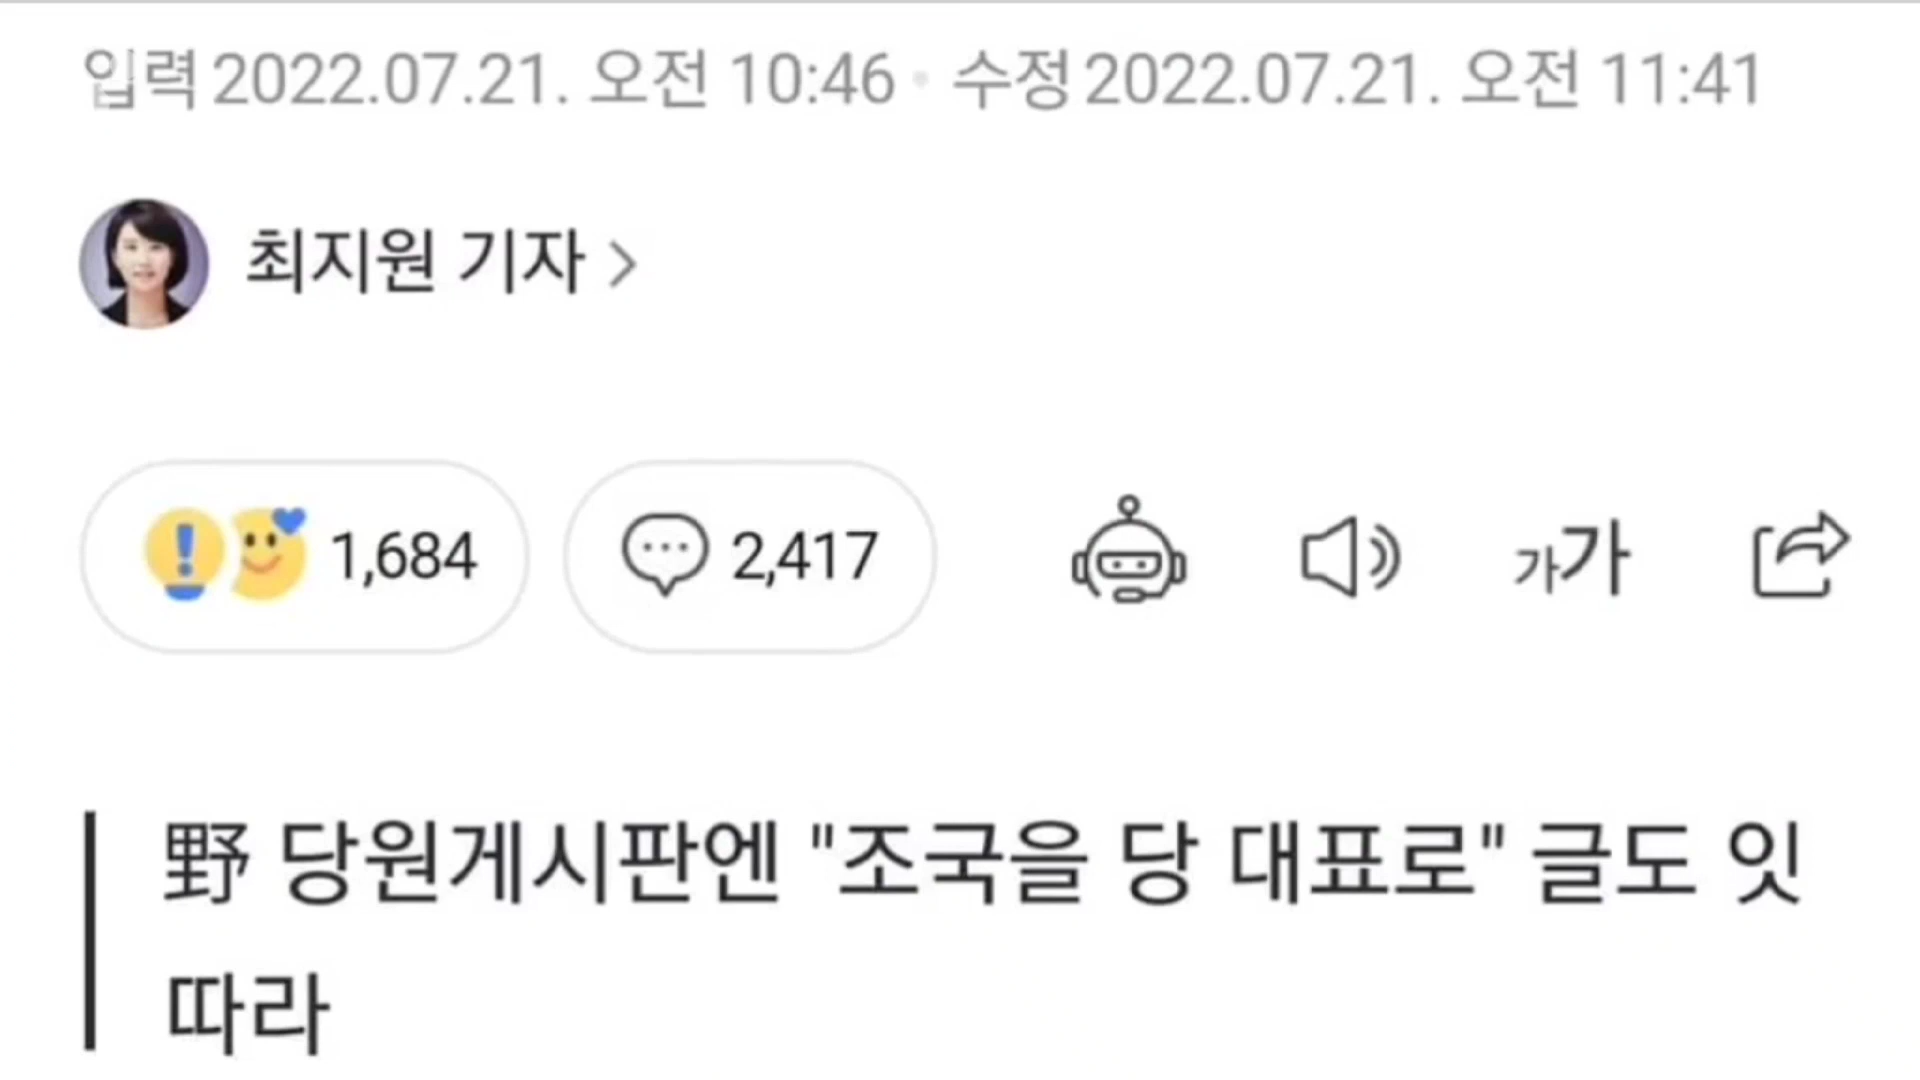 입력 2022.07.21. 오전 10:46 · 수정 2022.07.21. 오전 11:41
최지원 기자 >
1,684 2,417 가가
野 당원게시판엔 "조국을 당 대표로" 글도 잇
따라